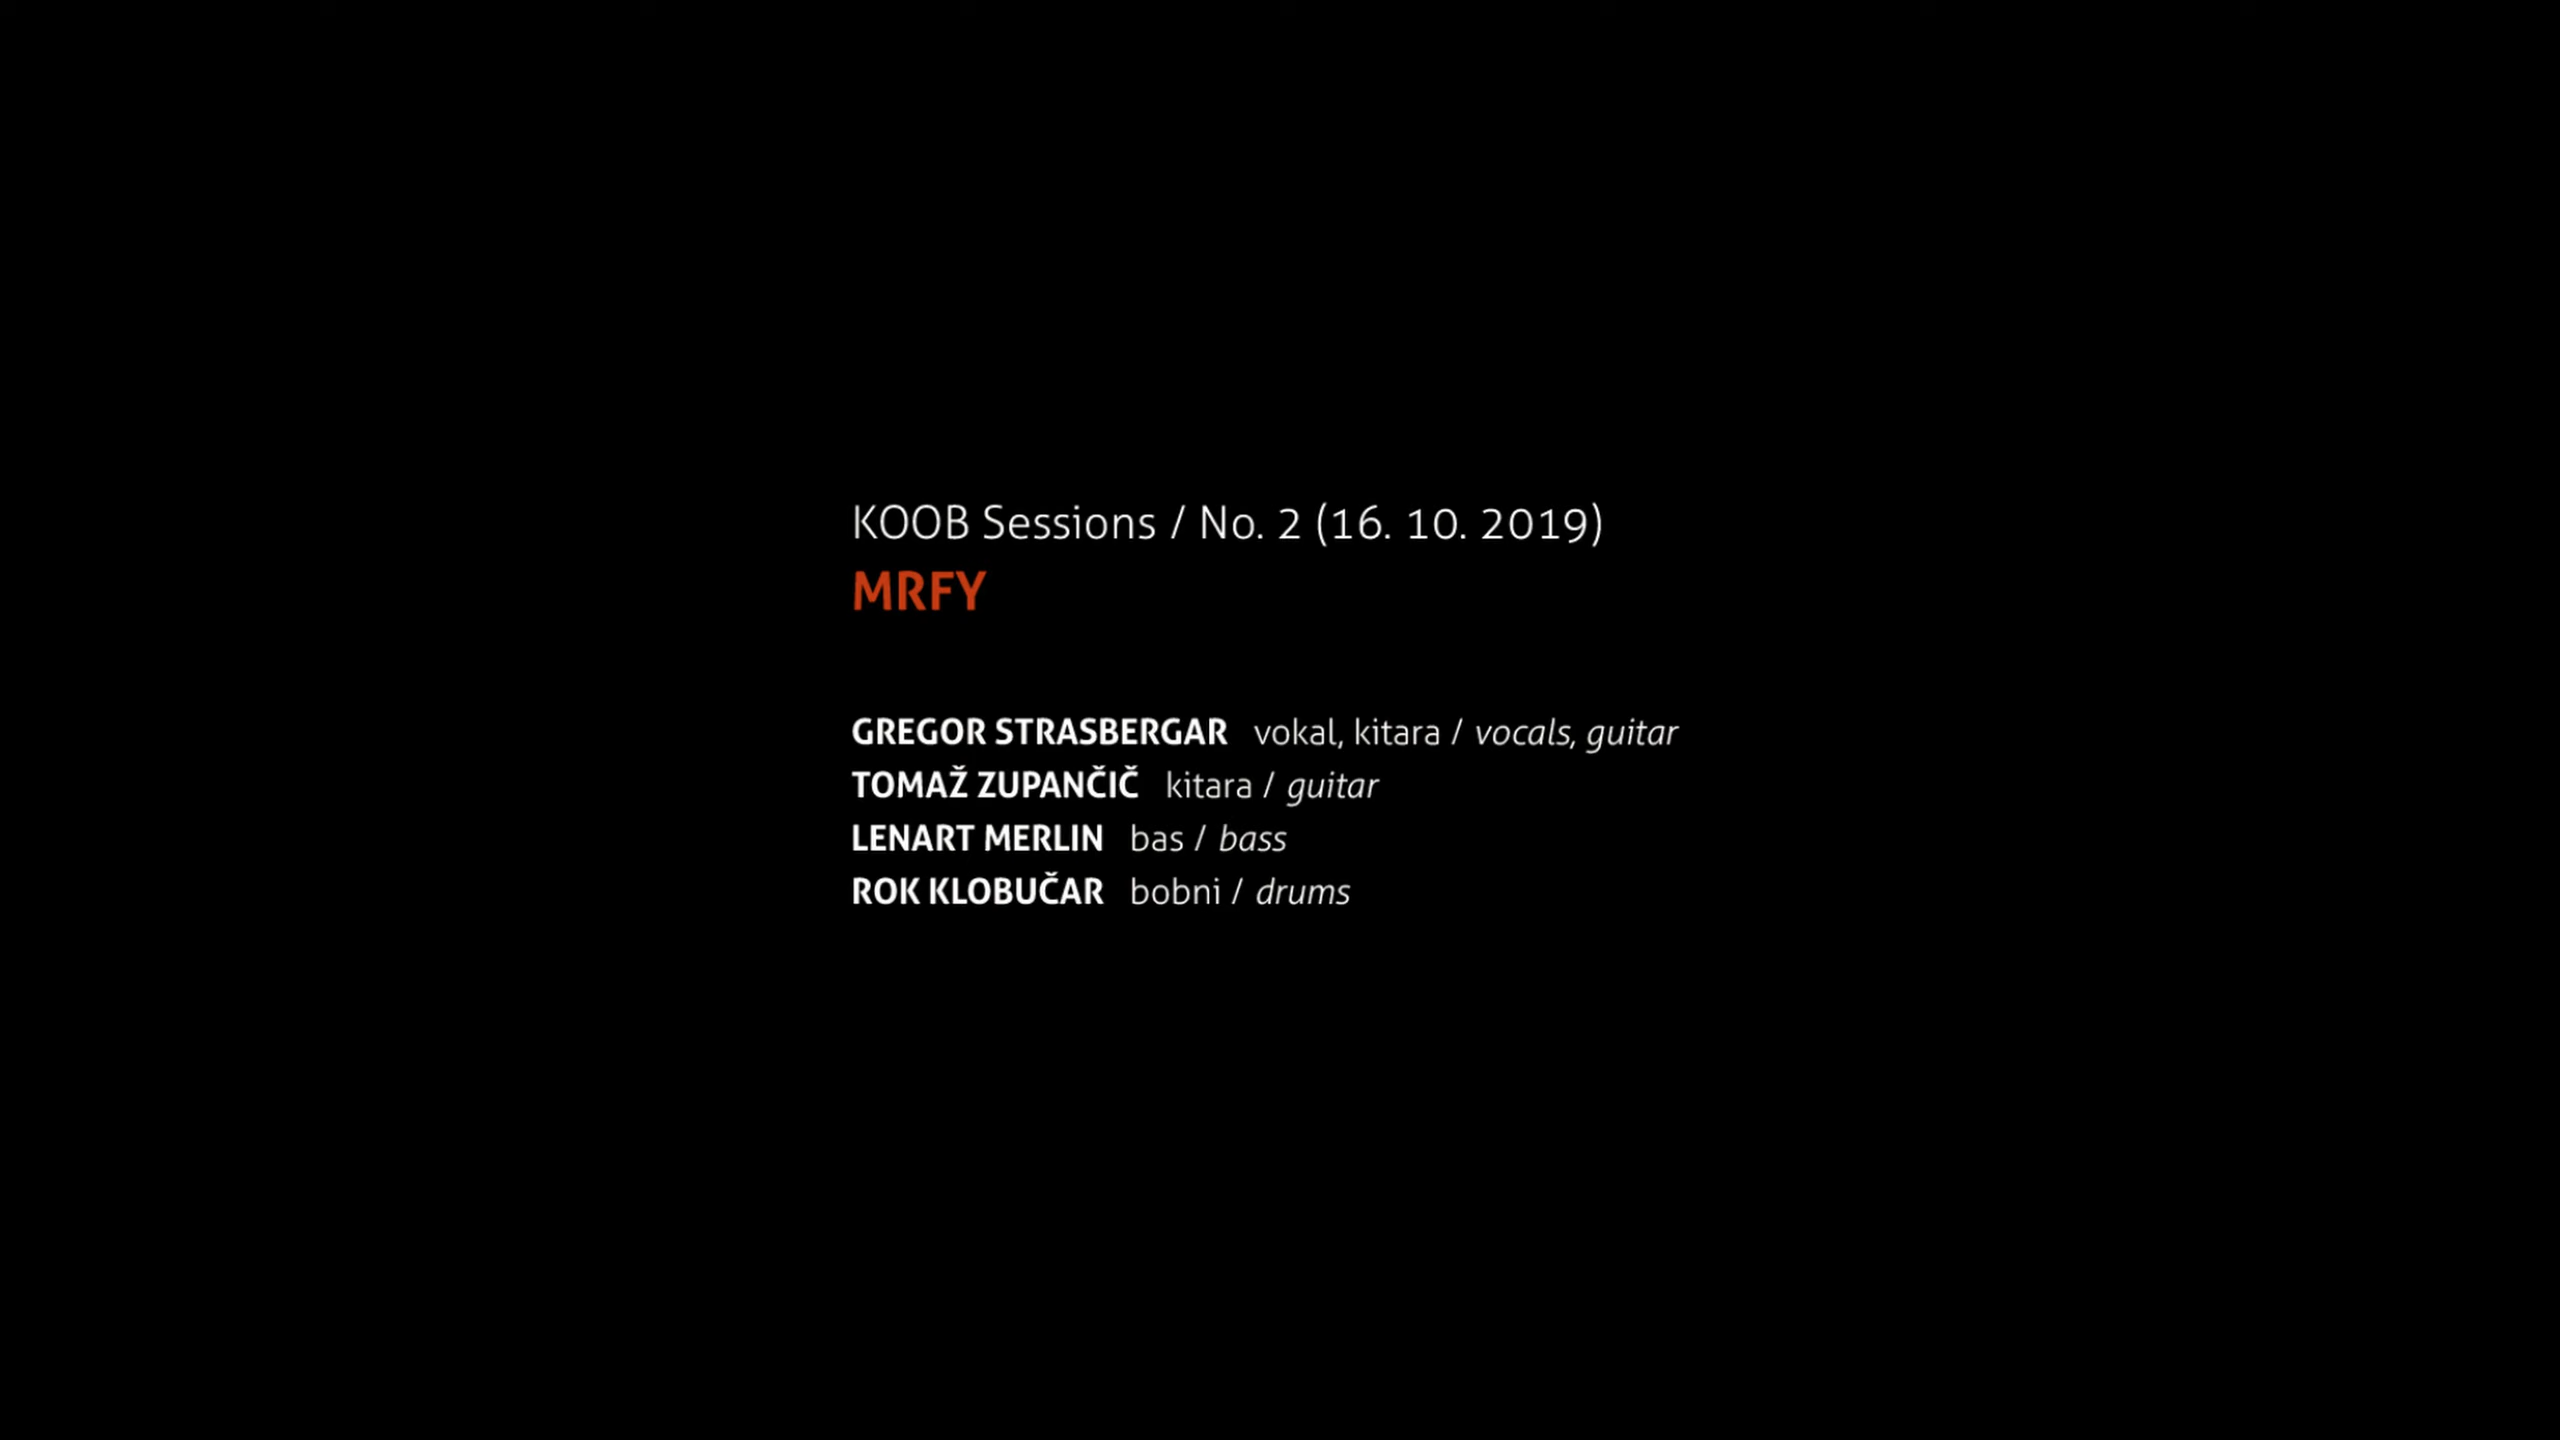 KOOB Sessions / No. 2 (16. 10. 2019)
MRFY
GREGOR STRASBERGAR vokal, kitara / vocals, guitar
TOMAŽ ZUPANČIČ kitara / guitar
LENART MERLIN bas / bass
ROK KLOBUČAR bobni / drums